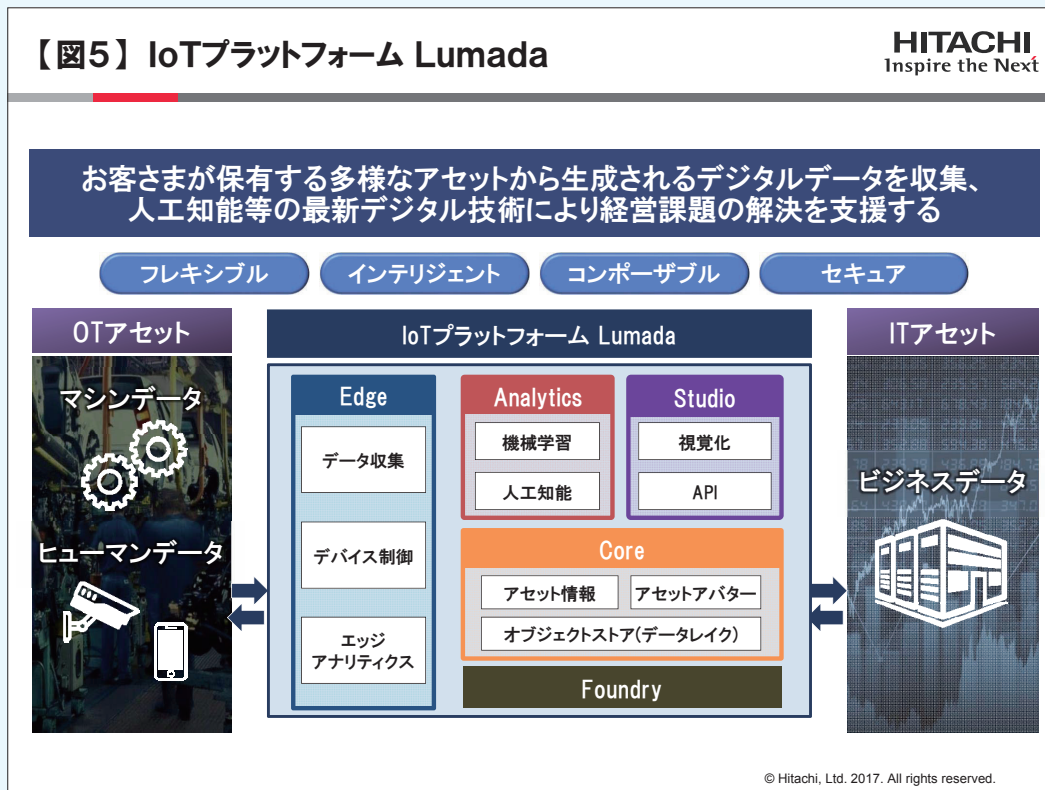 【図5】 IoTプラットフォーム Lumada
HITACHI
Inspire the Next
お客さまが保有する多様なアセットから生成されるデジタルデータを収集、
人工知能等の最新デジタル技術により経営課題の解決を支援する
フレキシブル
インテリジェント
コンポーザブル
セキュア
OTアセット
マシンデータ
ヒューマンデータ
IoTプラットフォーム Lumada
Edge
データ収集
デバイス制御
エッジ
アナリティクス
Analytics
機械学習
人工知能
Studio
視覚化
API
Core
アセット情報
アセットアバター
オブジェクトストア(データレイク)
Foundry
ITアセット
ビジネスデータ
© Hitachi, Ltd. 2017. All rights reserved.